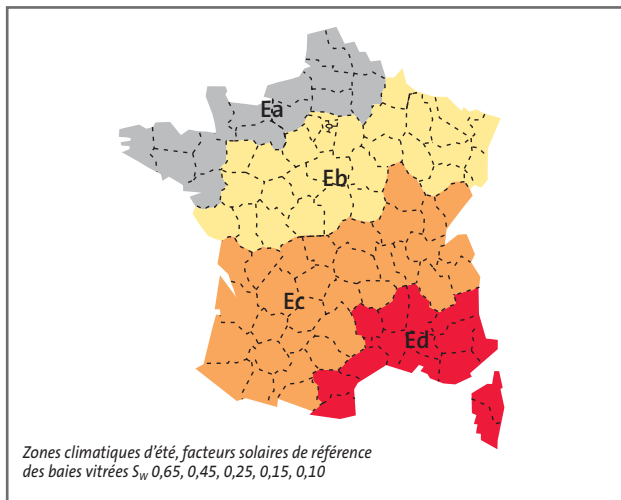 Ea
Eb
Ec
Ed
Zones climatiques d'été, facteurs solaires de référence
des baies vitrées Sw 0,65, 0,45, 0,25, 0,15, 0,10